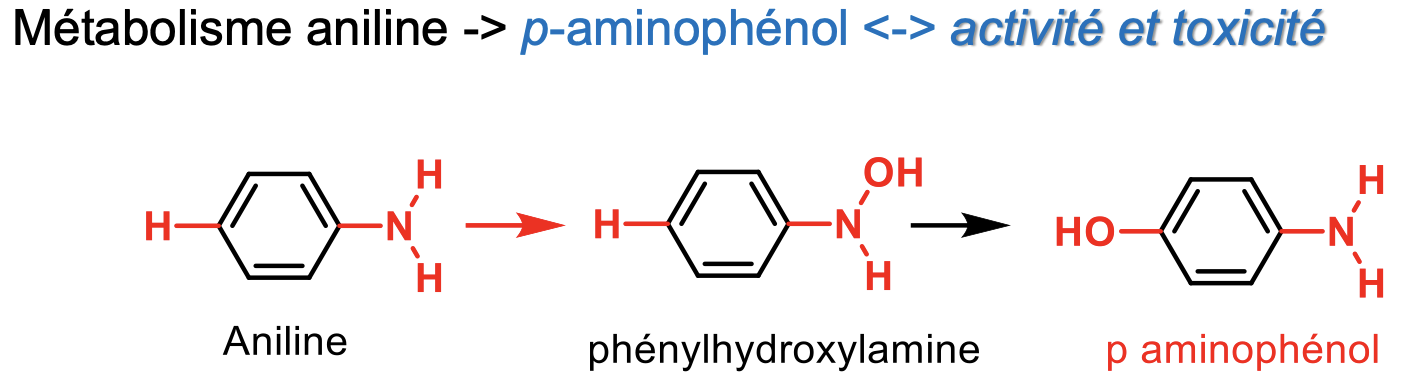 Métabolisme aniline -> p-aminophénol <-> activité et toxicité
H
OH
H
H
N
H
N
HO
N
H
H
H
Aniline
phénylhydroxylamine
p aminophénol